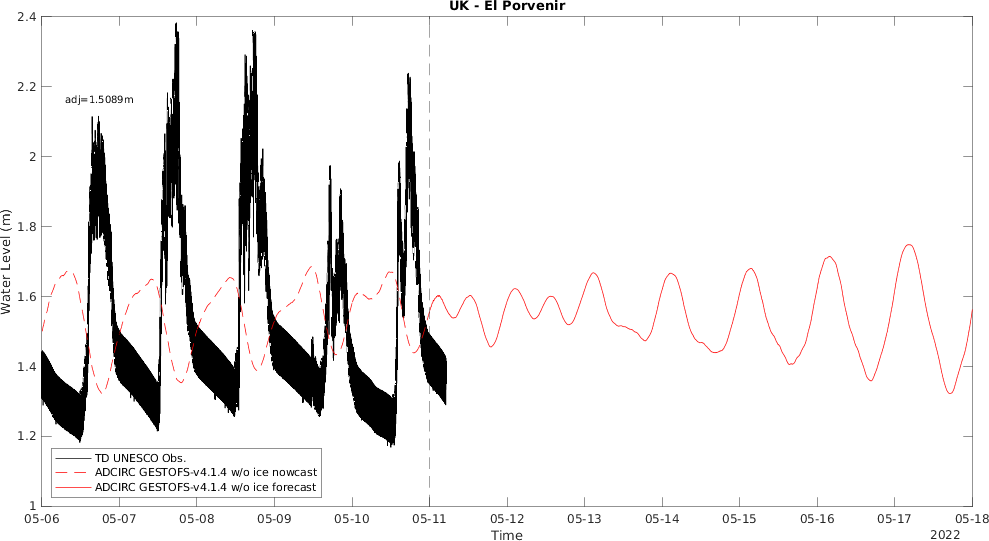 UK - El Porvenir
2.4
2.2
2
1.8
1.6
1.4
1.2
1
Water Level (m)
adj=1.5089m
TD UNESCO Obs.
ADCIRC GESTOFS-v4.1.4 w/o ice nowcast
ADCIRC GESTOFS-v4.1.4 w/o ice forecast
05-06 05-07 05-08 05-09 05-10 05-11 05-12 05-13 05-14 05-15 05-16 05-17 05-18
Time
2022